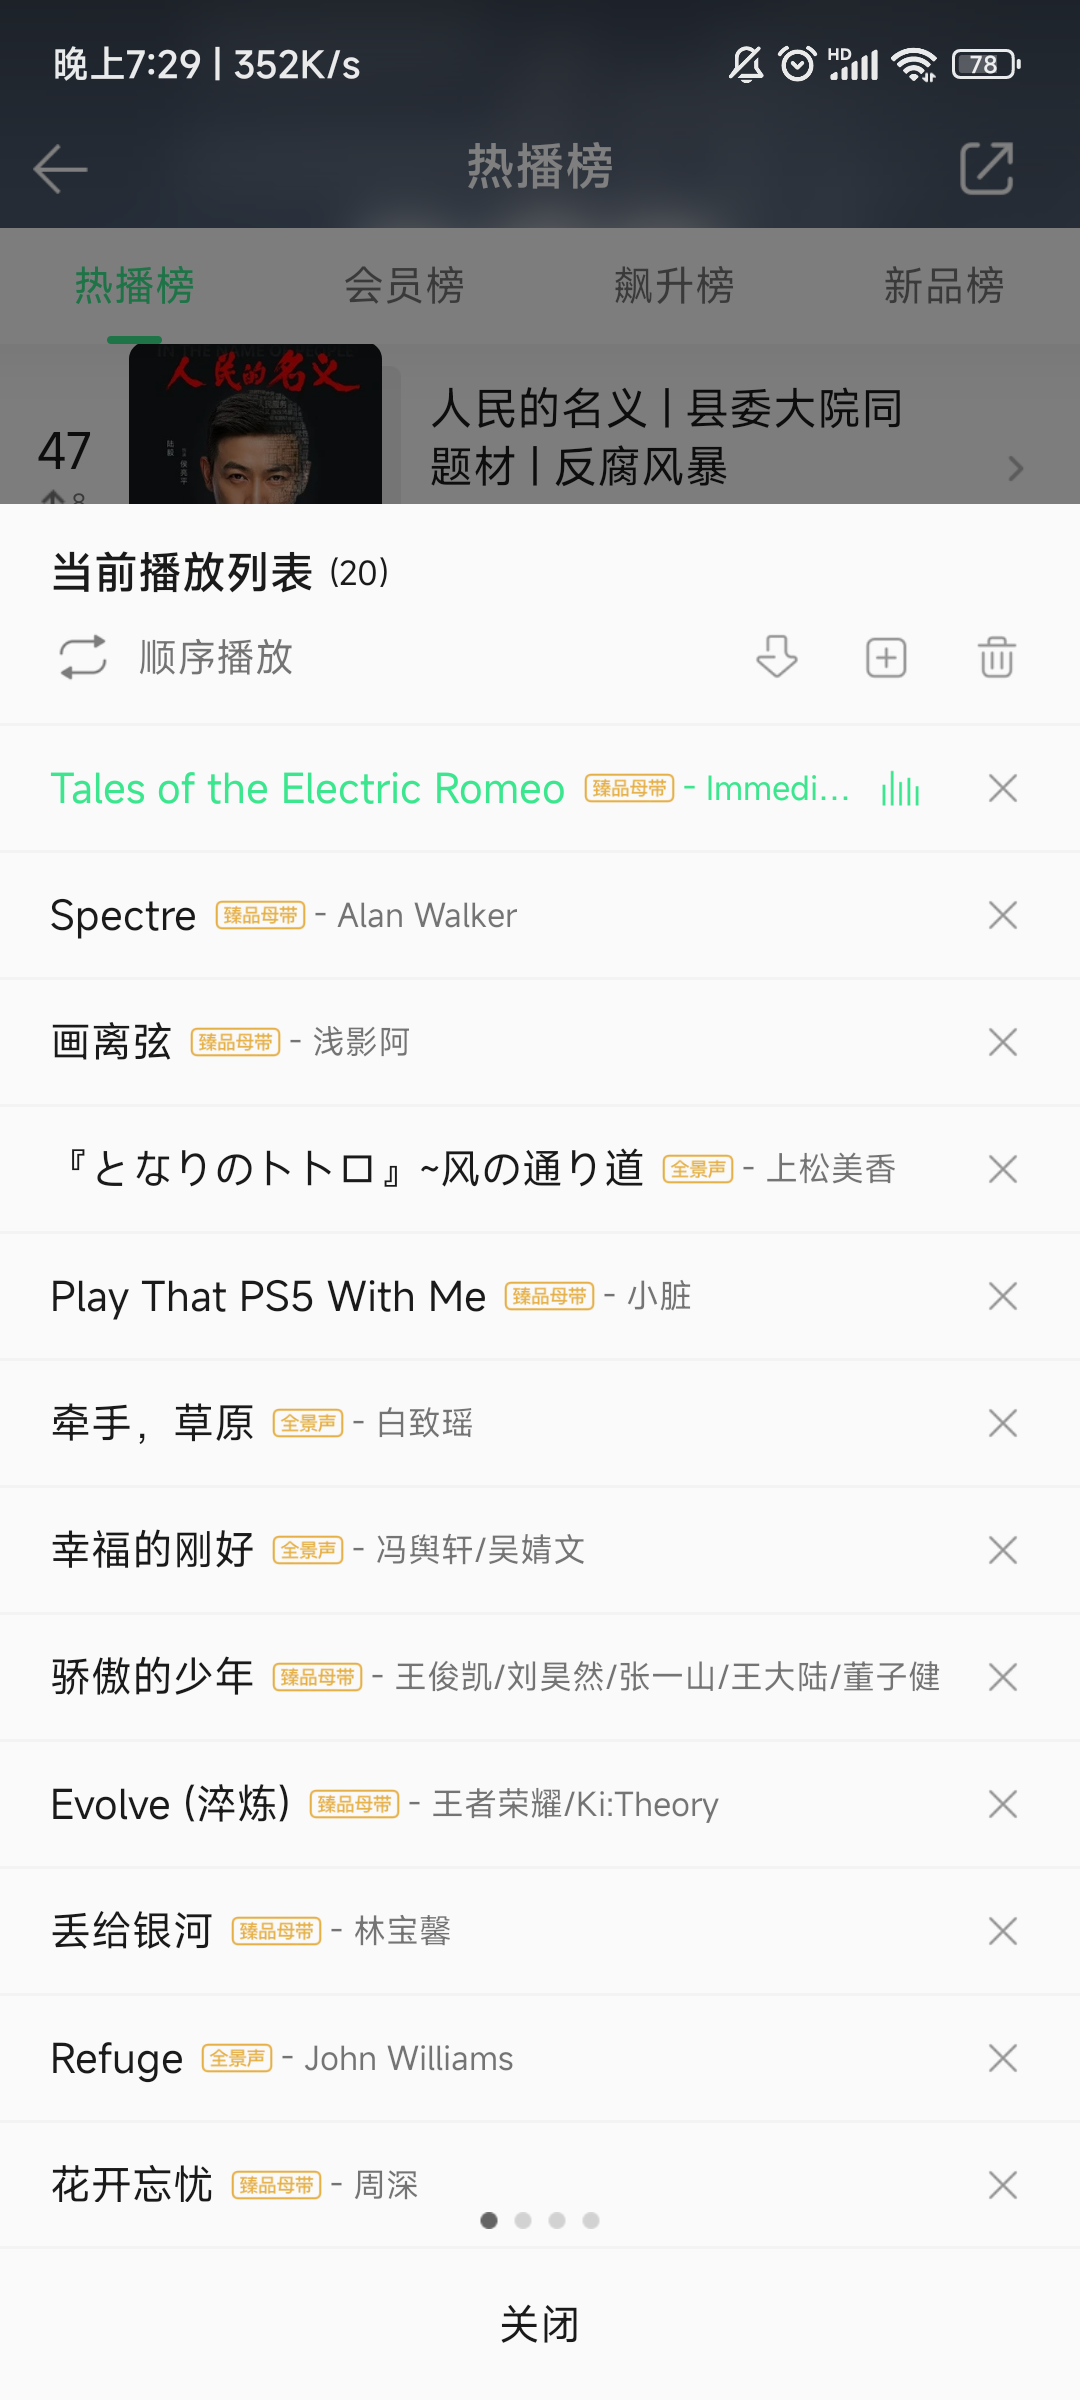 晚上7:29 | 352K/s
HD
78
热播榜
热播榜
会员榜
飙升榜
新品榜
IN THE NAME OF PEOPLE
人民的名义
47
8
人民的名义 | 县委大院同
题材 | 反腐风暴
当前播放列表 (20)
顺序播放
Tales of the Electric Romeo 臻品母带 - Immedi...
Spectre 臻品母带 - Alan Walker
画离弦 臻品母带 - 浅影阿
『となりのトトロ』~风の通り道 全景声 - 上松美香
Play That PS5 With Me 臻品母带 - 小脏
牵手，草原 全景声 - 白致瑶
幸福的刚好 全景声 - 冯舆轩/吴婧文
骄傲的少年 臻品母带 - 王俊凯/刘昊然/张一山/王大陆/董子健
Evolve (淬炼) 臻品母带 - 王者荣耀/Ki:Theory
丢给银河 臻品母带 - 林宝馨
Refuge 全景声 - John Williams
花开忘忧 臻品母带 - 周深
关闭